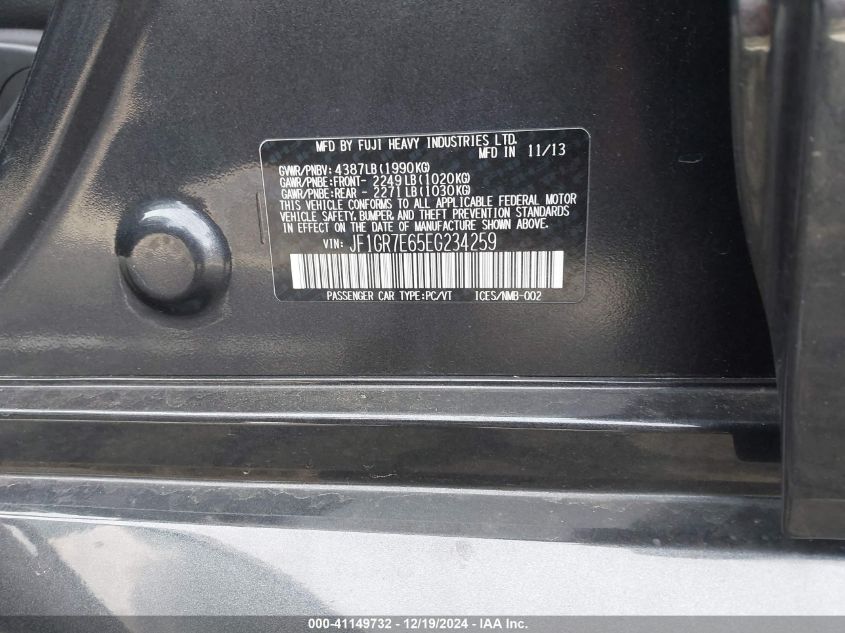 MFD BY FUJI HEAVY INDUSTRIES LTD.
MFD IN 11/13
GVWR/PNBV: 4387LB(1990KG)
GAWR/PNBE:FRONT- 2249LB(1020KG)
GAWR/PNBE:REAR - 2271LB(1030KG)
THIS VEHICLE CONFORMS TO ALL APPLICABLE FEDERAL MOTOR
VEHICLE SAFETY, BUMPER, AND THEFT PREVENTION STANDARDS
IN EFFECT ON THE DATE OF MANUFACTURE SHOWN ABOVE.
VIN: JF1GR7E65EG234259
PASSENGER CAR TYPE:PC/VT ICES/NMB-002
000-41149732 - 12/19/2024 - IAA Inc.